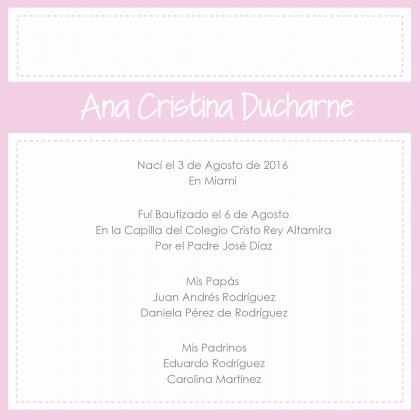 Ana Cristina Ducharne
Nací el 3 de Agosto de 2016
En Miami
Fuí Bautizado el 6 de Agosto
En la Capilla del Colegio Cristo Rey Altamira
Por el Padre José Díaz
Mis Papás
Juan Andrés Rodríguez
Daniela Pérez de Rodríguez
Mis Padrinos
Eduardo Rodríguez
Carolina Martínez